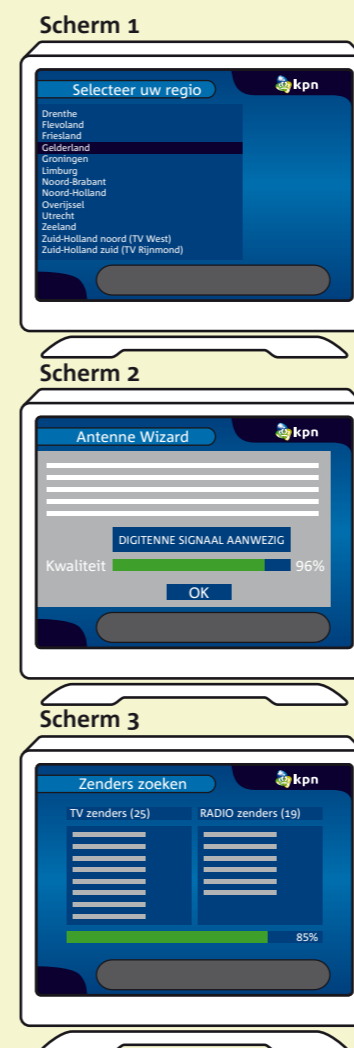 Scherm 1
Selecteer uw regio
kpn
Drenthe
Flevoland
Friesland
Gelderland
Groningen
Limburg
Noord-Brabant
Noord-Holland
Overijssel
Utrecht
Zeeland
Zuid-Holland noord (TV West)
Zuid-Holland zuid (TV Rijnmond)
Scherm 2
Antenne Wizard
kpn
DIGITENNE SIGNAAL AANWEZIG
Kwaliteit 96%
OK
Scherm 3
Zenders zoeken
kpn
TV zenders (25) RADIO zenders (19)
85%